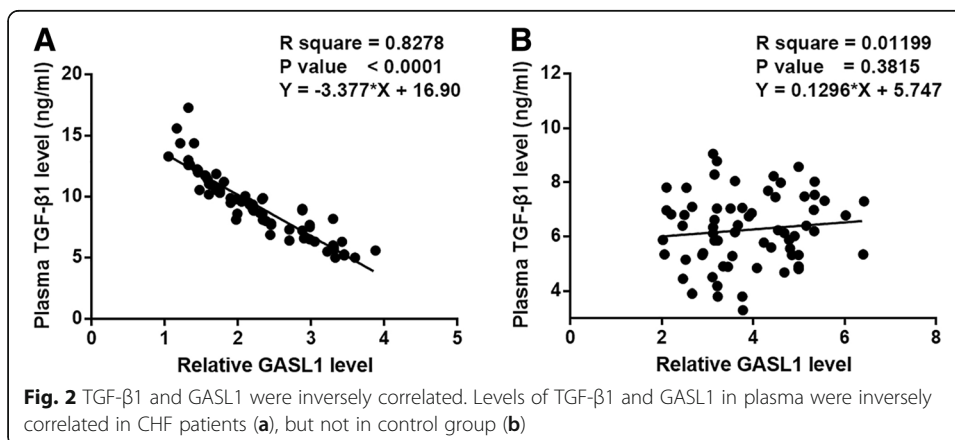 A
R square = 0.8278
P value < 0.0001
Y = -3.377*X + 16.90
Plasma TGF-β1 level (ng/ml)
20
15
10
5
0
0 1 2 3 4 5
Relative GASL1 level
B
R square = 0.01199
P value = 0.3815
Y = 0.1296*X + 5.747
Plasma TGF-β1 level (ng/ml)
12
10
8
6
4
0 2 4 6 8
Relative GASL1 level
Fig. 2 TGF-β1 and GASL1 were inversely correlated. Levels of TGF-β1 and GASL1 in plasma were inversely
correlated in CHF patients (a), but not in control group (b)